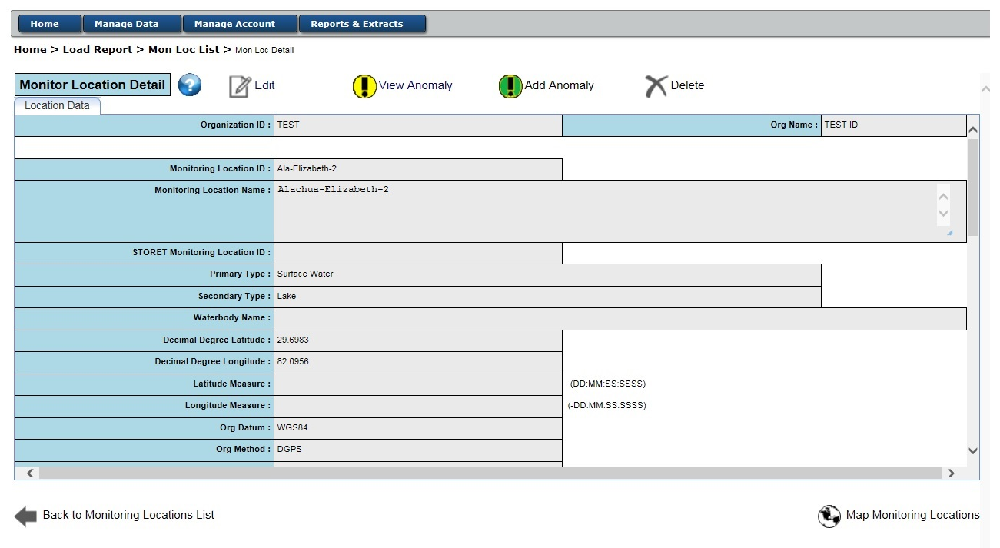 Home Manage Data Manage Account Reports & Extracts
Home > Load Report > Mon Loc List > Mon Loc Detail
Monitor Location Detail ? Edit ! View Anomaly ! Add Anomaly Delete
Location Data
Organization ID : TEST Org Name : TEST ID
Monitoring Location ID : Ala-Elizabeth-2
Monitoring Location Name : Alachua-Elizabeth-2
STORET Monitoring Location ID :
Primary Type : Surface Water
Secondary Type : Lake
Waterbody Name :
Decimal Degree Latitude : 29.6983
Decimal Degree Longitude : 82.0956
Latitude Measure : (DD:MM:SS:SSSS)
Longitude Measure : (-DD:MM:SS:SSSS)
Org Datum : WGS84
Org Method : DGPS
Back to Monitoring Locations List Map Monitoring Locations